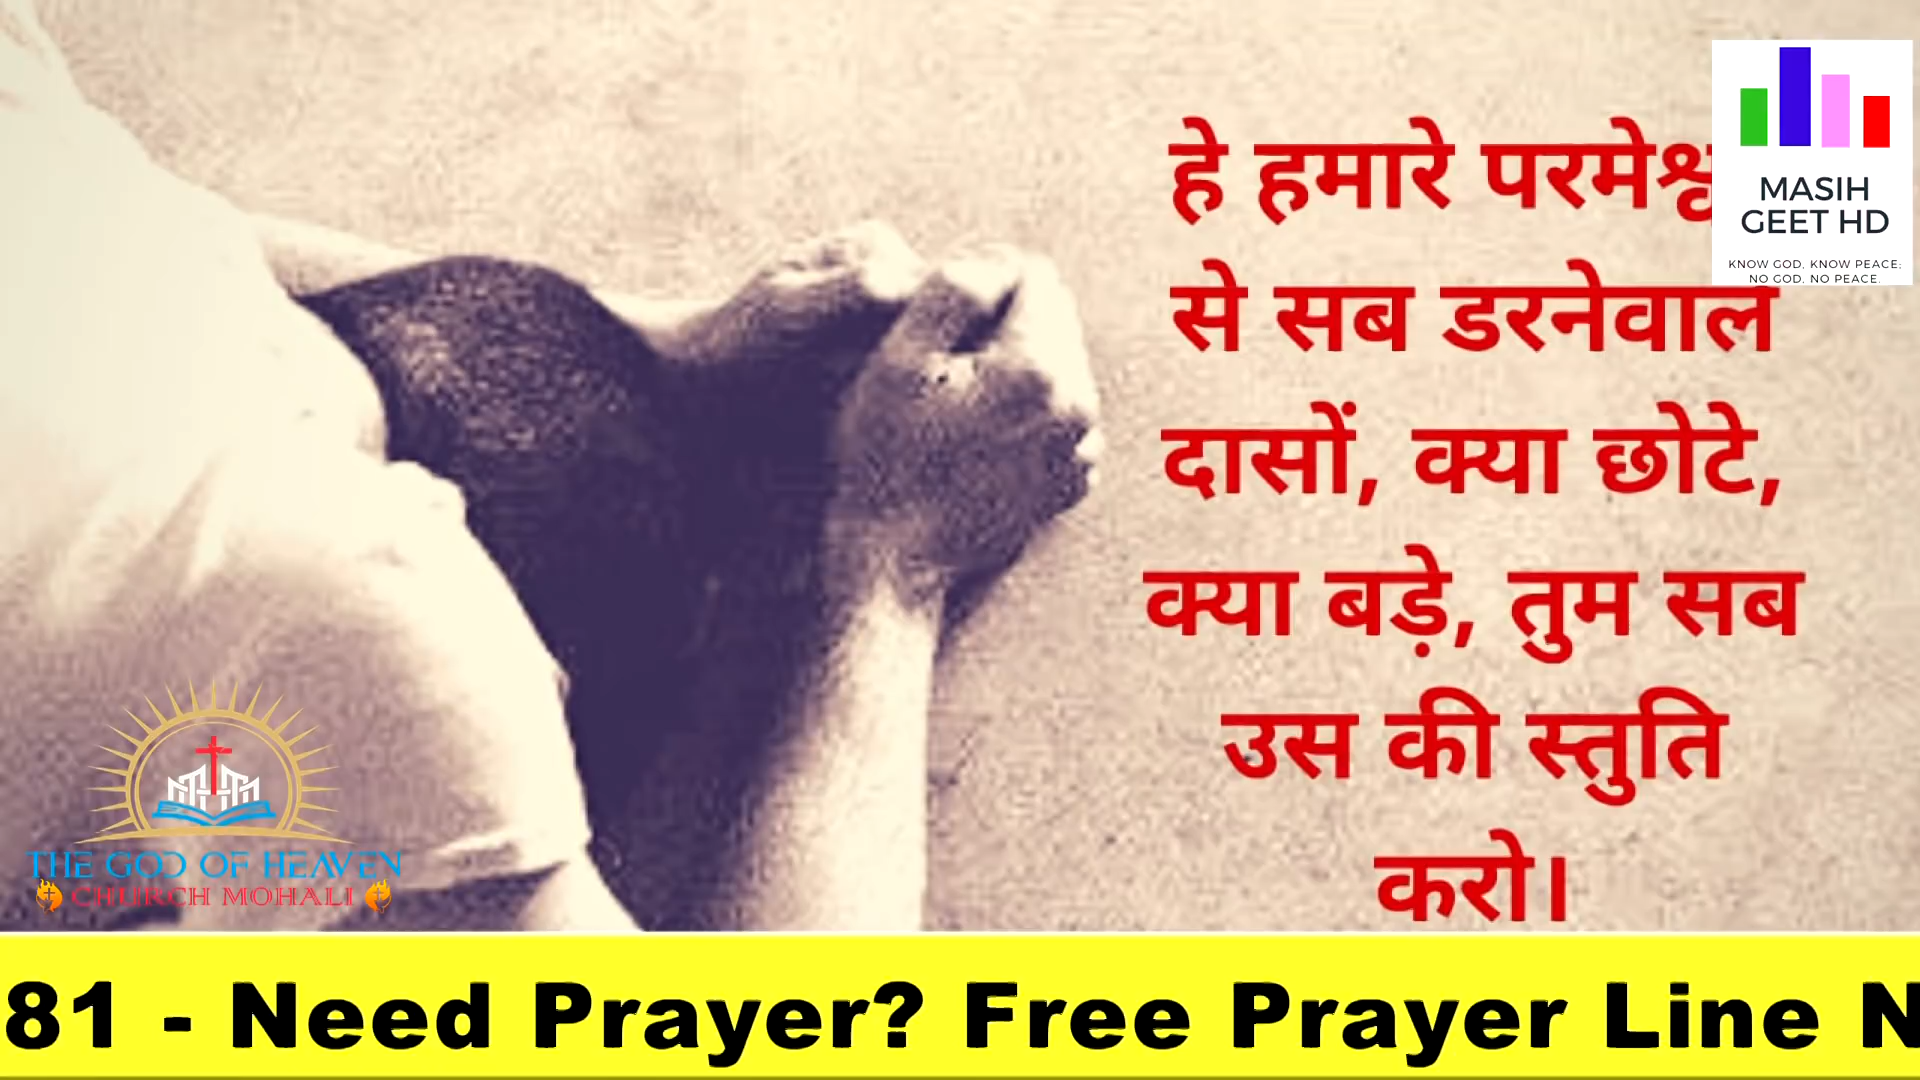 हे हमारे
से सब डरनेवाले
दासों, क्या छोटे,
क्या बड़े, तुम सब
उस की स्तुति
करो।
MASIH
GEET HD
KNOW GOD, KNOW PEACE;
NO GOD, NO PEACE.
THE GOD OF HEAVEN
CHURCH MOHALI
81 - Need Prayer? Free Prayer Line